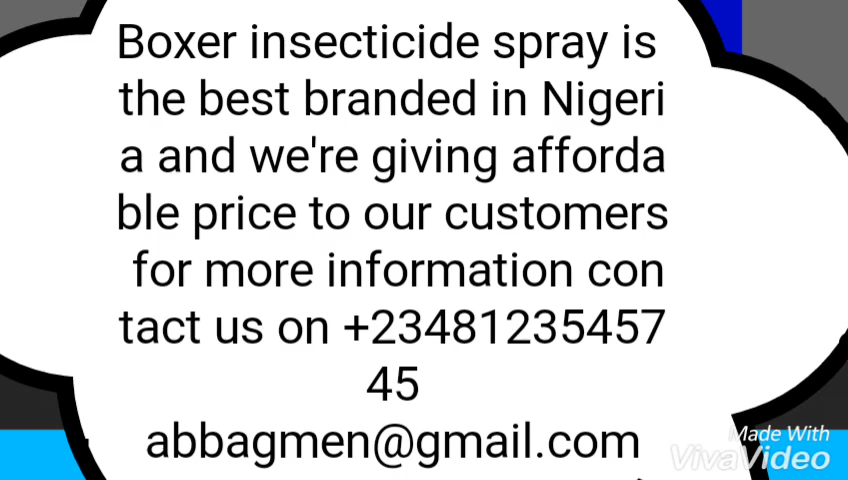 Boxer insecticide spray is
the best branded in Nigeri
a and we're giving afforda
ble price to our customers
for more information con
tact us on +23481235457
45
abbagmen@gmail.com
Made With
VivaVideo